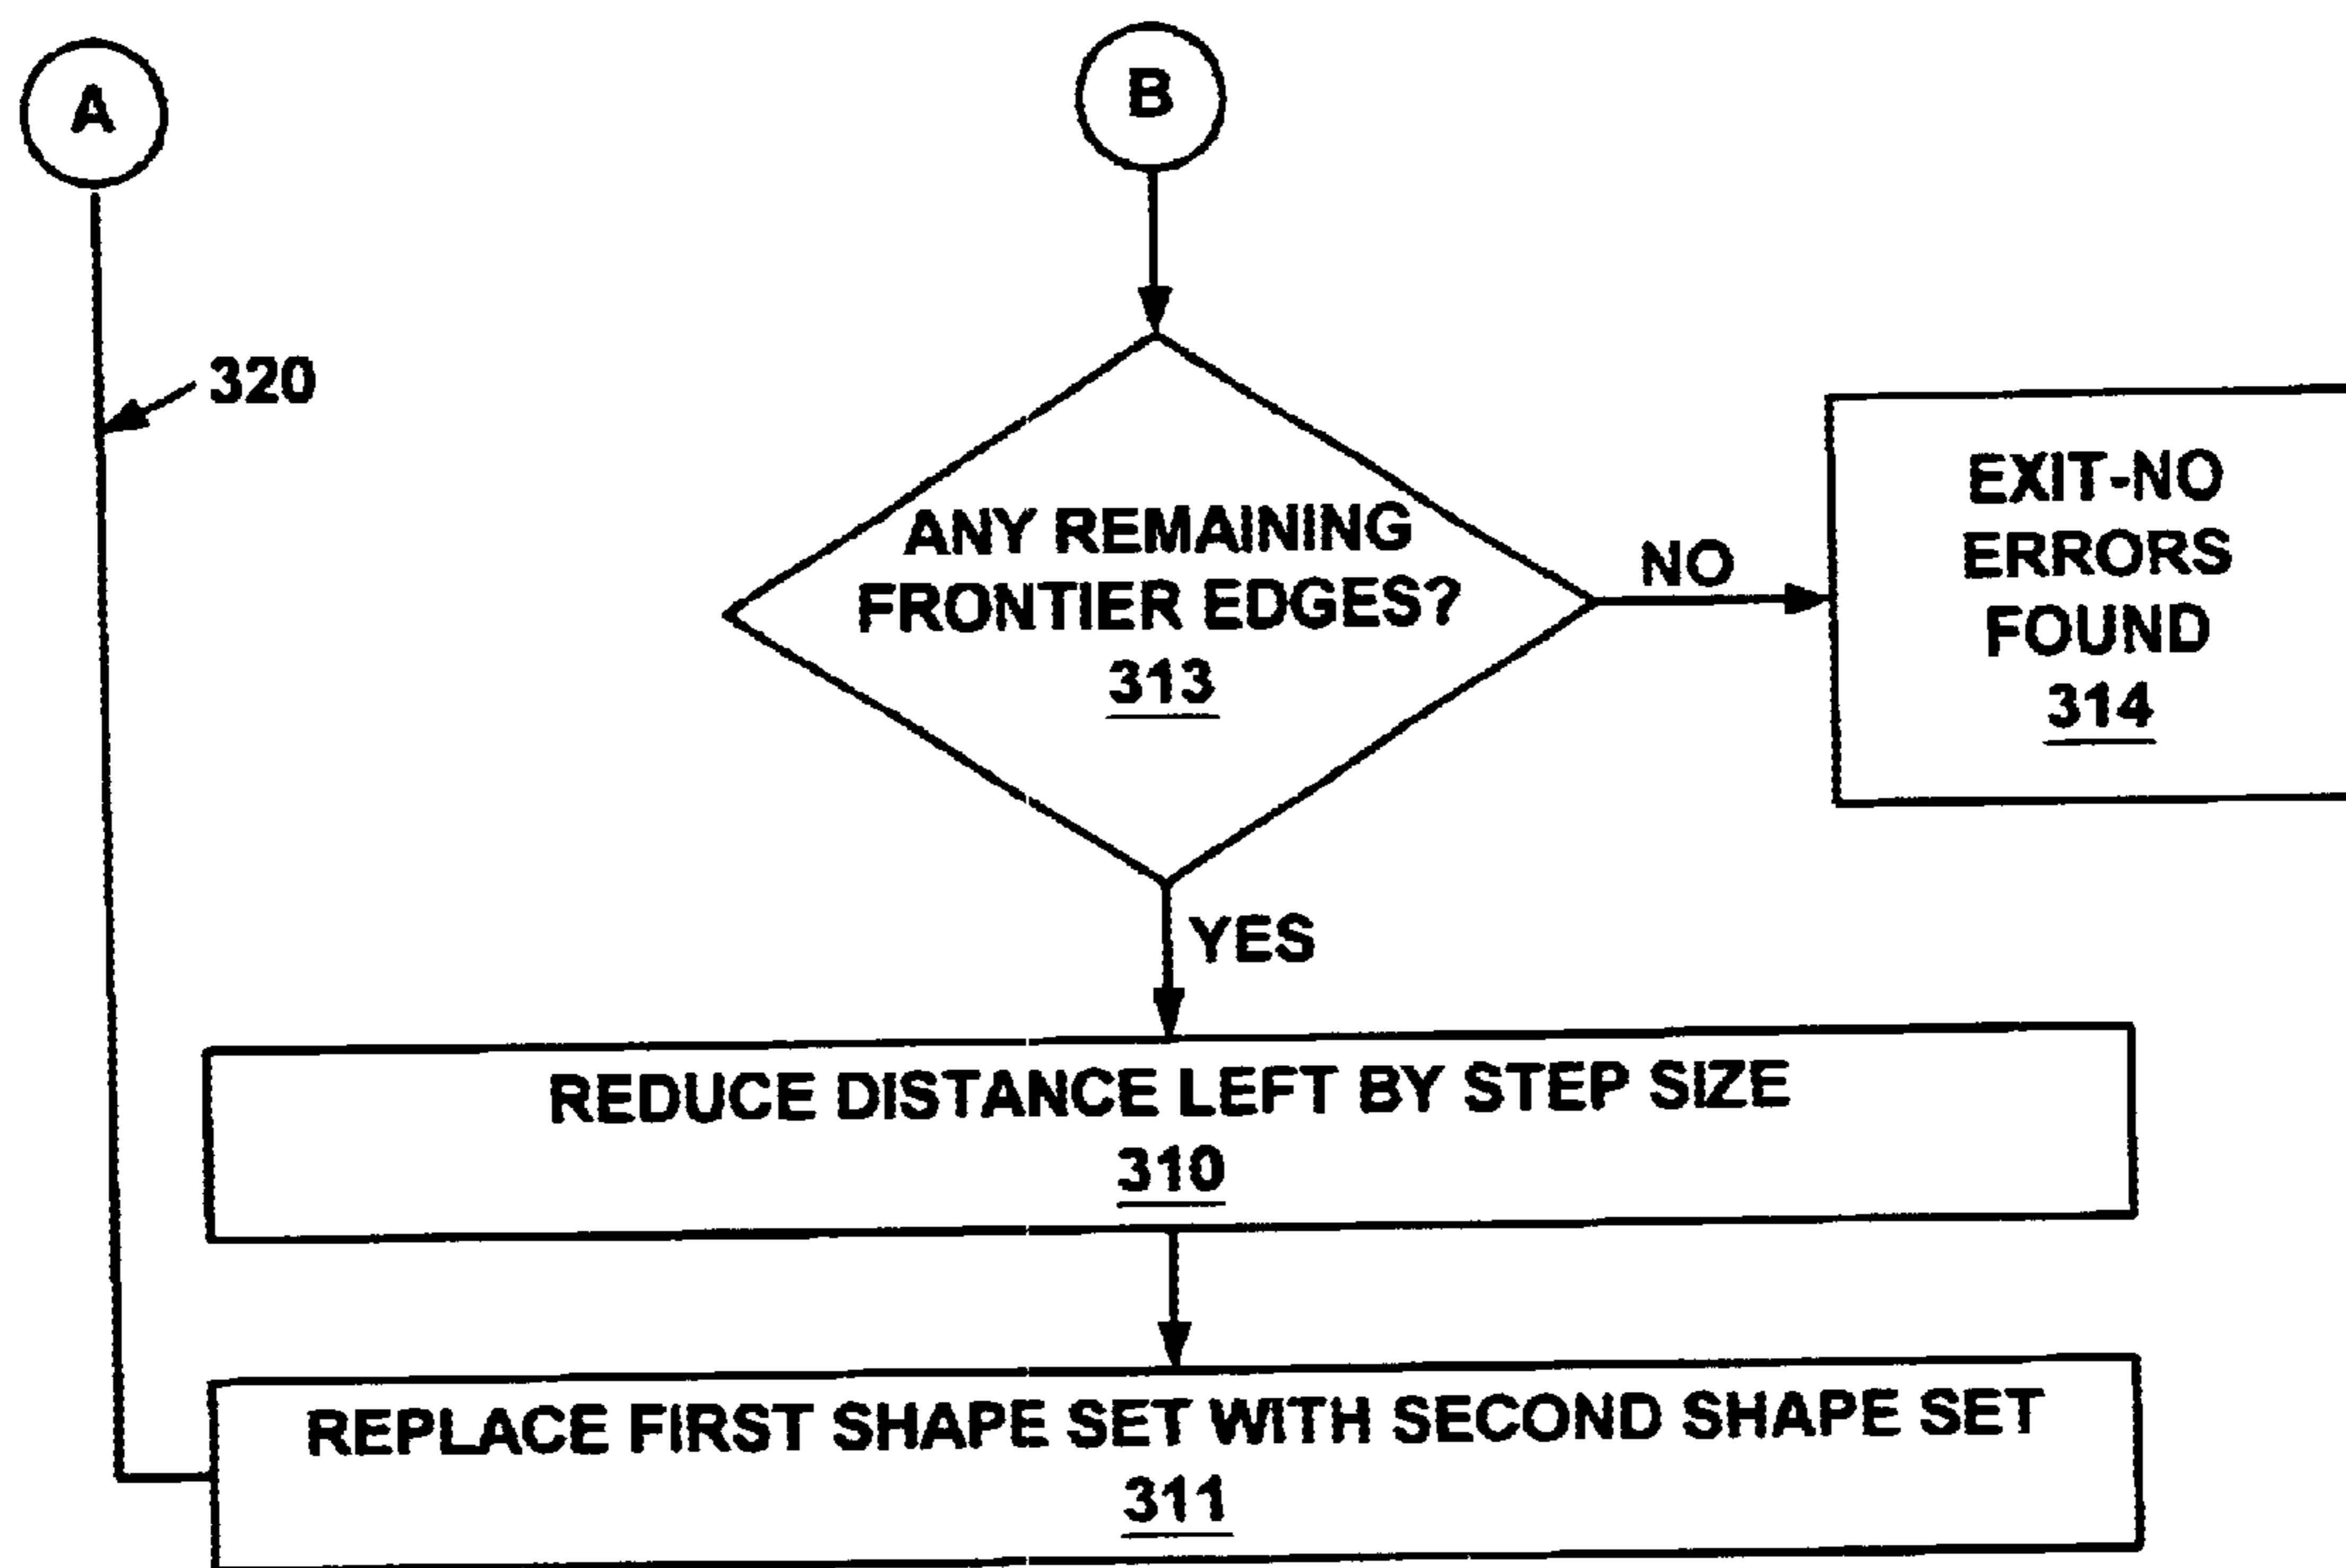 A
B
320
ANY REMAINING
FRONTIER EDGES?
313
NO
EXIT-NO
ERRORS
FOUND
314
YES
REDUCE DISTANCE LEFT BY STEP SIZE
310
REPLACE FIRST SHAPE SET WITH SECOND SHAPE SET
311